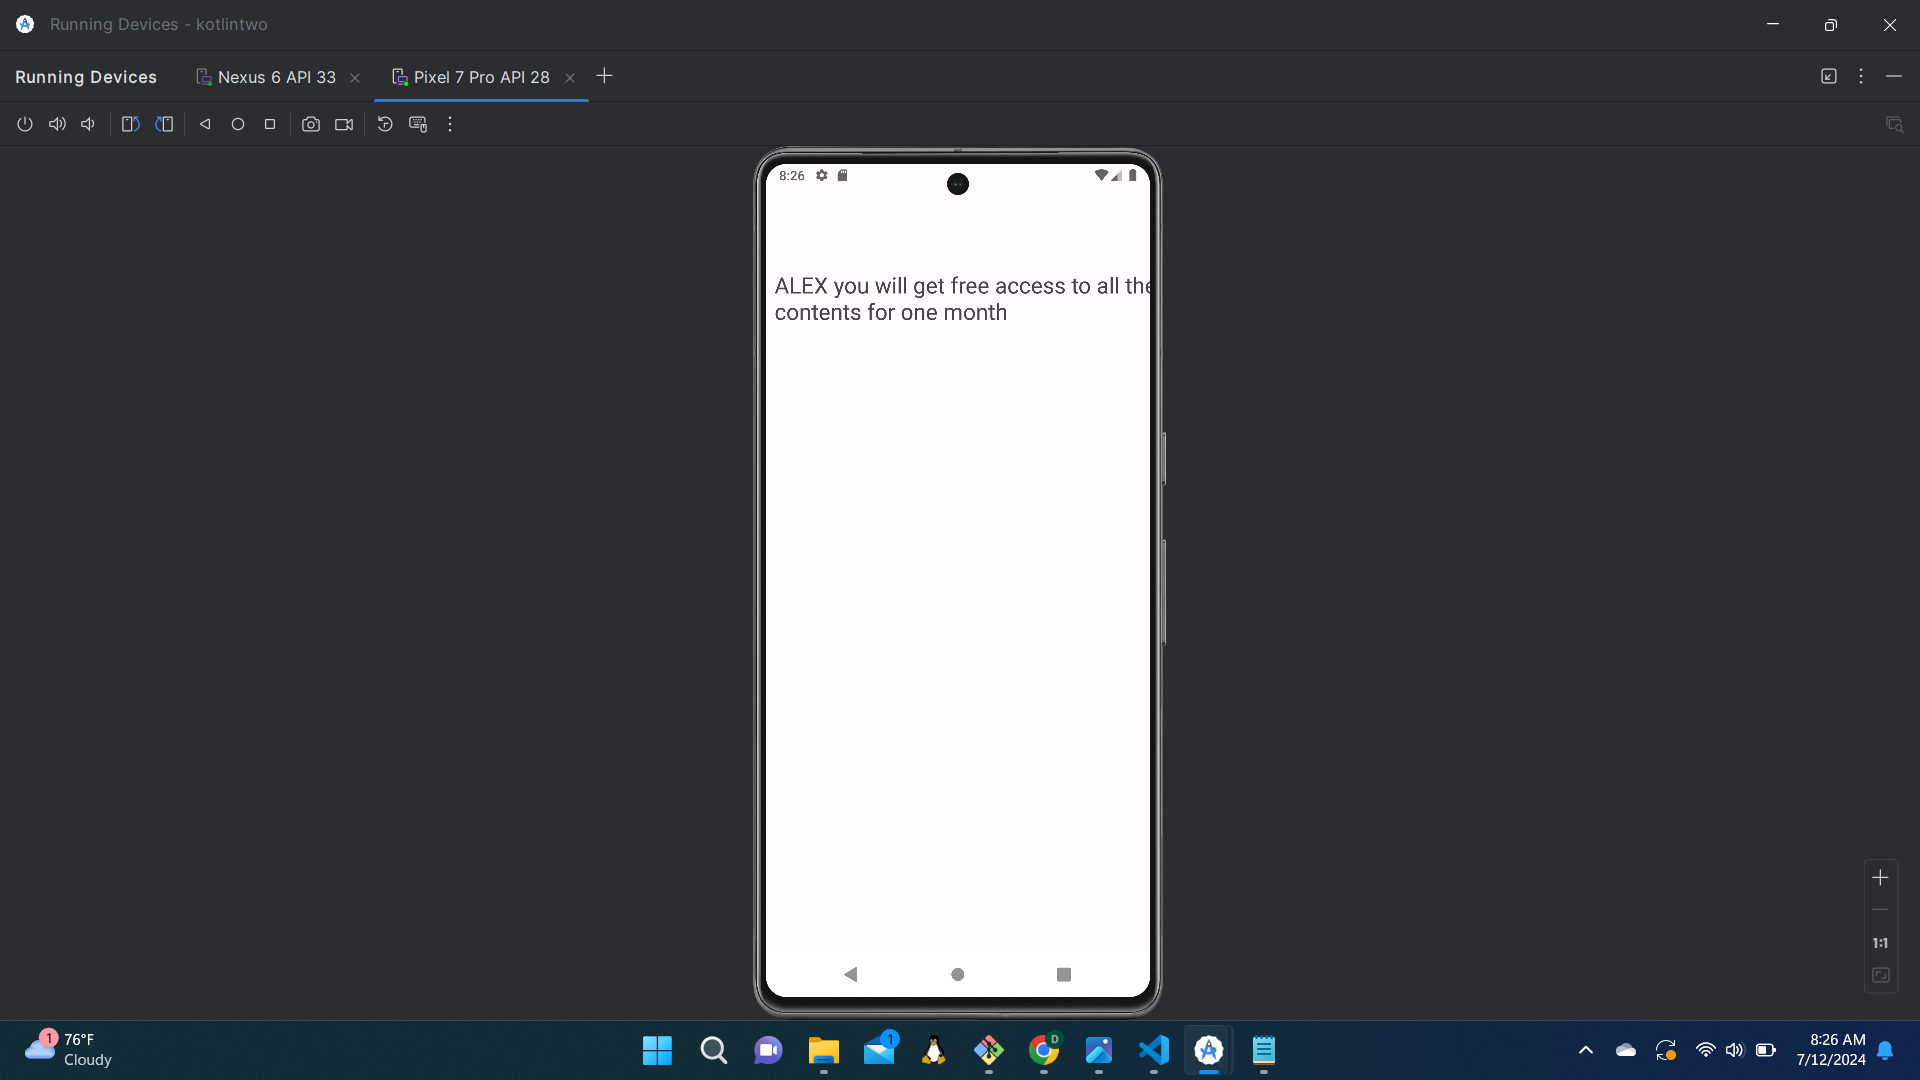 Running Devices - kotlintwo
Running Devices
Nexus 6 API 33
Pixel 7 Pro API 28
8:26
ALEX you will get free access to all the
contents for one month
1:1
1
76°F
Cloudy
1
D
8:26 AM
7/12/2024